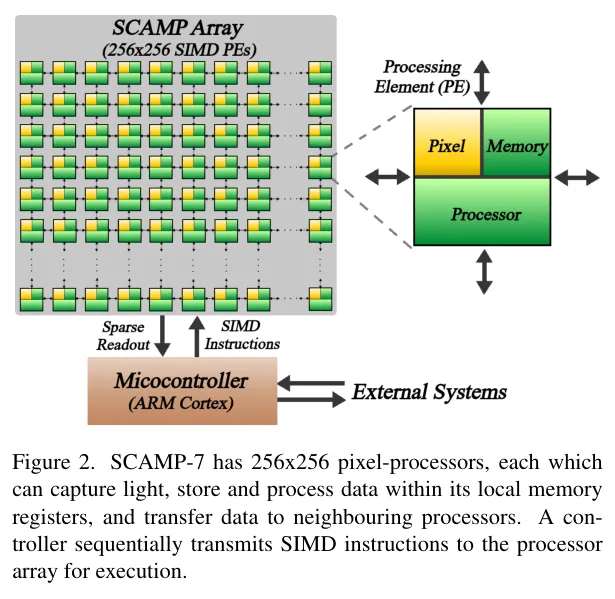 SCAMP Array
(256x256 SIMD PEs)
Processing
Element (PE)
Pixel
Memory
Processor
Sparse
Readout
SIMD
Instructions
Micocontroller
(ARM Cortex)
External Systems
Figure 2. SCAMP-7 has 256x256 pixel-processors, each which
can capture light, store and process data within its local memory
registers, and transfer data to neighbouring processors. A con-
troller sequentially transmits SIMD instructions to the processor
array for execution.